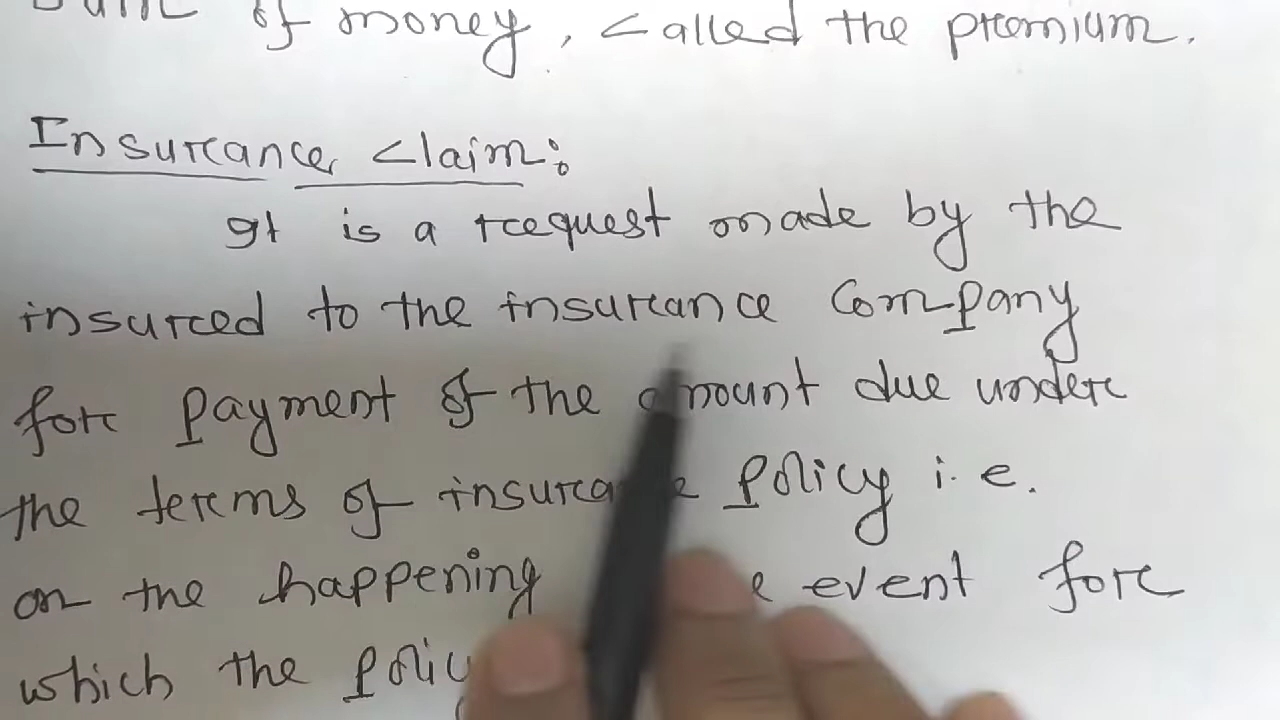 of money, called the premium.
Insurance Claim:
It is a request made by the
insured to the insurance Company
for payment of the amount due under
the terms of insurance policy i.e.
on the happening event for
which the